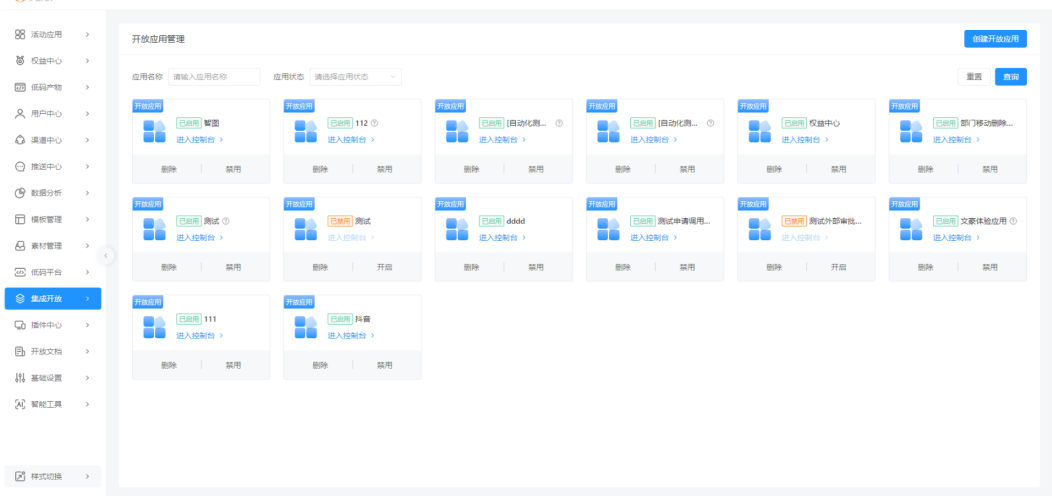 活动应用
权益中心
低码产物
用户中心
渠道中心
推送中心
数据分析
模板管理
素材管理
低码平台
集成开放
插件中心
开放文档
基础设置
智能工具
样式切换
开放应用管理
创建开放应用
应用名称 请输入应用名称 应用状态 请选择应用状态 重置 查询
开放应用 开放应用 开放应用 开放应用 开放应用 开放应用
已启用 智图 已启用 112 已启用 [自动化测... 已启用 [自动化测... 已启用 权益中心 已启用 部门移动删除...
进入控制台 进入控制台 进入控制台 进入控制台 进入控制台 进入控制台
删除 禁用 删除 禁用 删除 禁用 删除 禁用 删除 禁用 删除 禁用
开放应用 开放应用 开放应用 开放应用 开放应用 开放应用
已启用 测试 已禁用 测试 已启用 dddd 已启用 测试申请调用... 已禁用 测试外部审批... 已启用 文豪体验应用
进入控制台 进入控制台 进入控制台 进入控制台 进入控制台 进入控制台
删除 禁用 删除 开启 删除 禁用 删除 禁用 删除 开启 删除 禁用
开放应用 开放应用
已启用 111 已启用 抖音
进入控制台 进入控制台
删除 禁用 删除 禁用